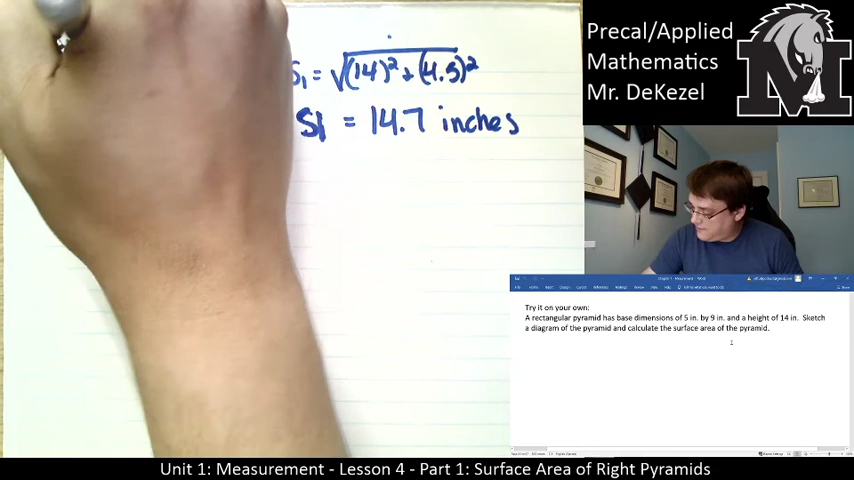 S₁ = √(14)² + (4.5)²
Sl = 14.7 inches
Precal/Applied
Mathematics
Mr. DeKezel
M
Try it on your own:
A rectangular pyramid has base dimensions of 5 in. by 9 in. and a height of 14 in. Sketch
a diagram of the pyramid and calculate the surface area of the pyramid.
Unit 1: Measurement - Lesson 4 - Part 1: Surface Area of Right Pyramids